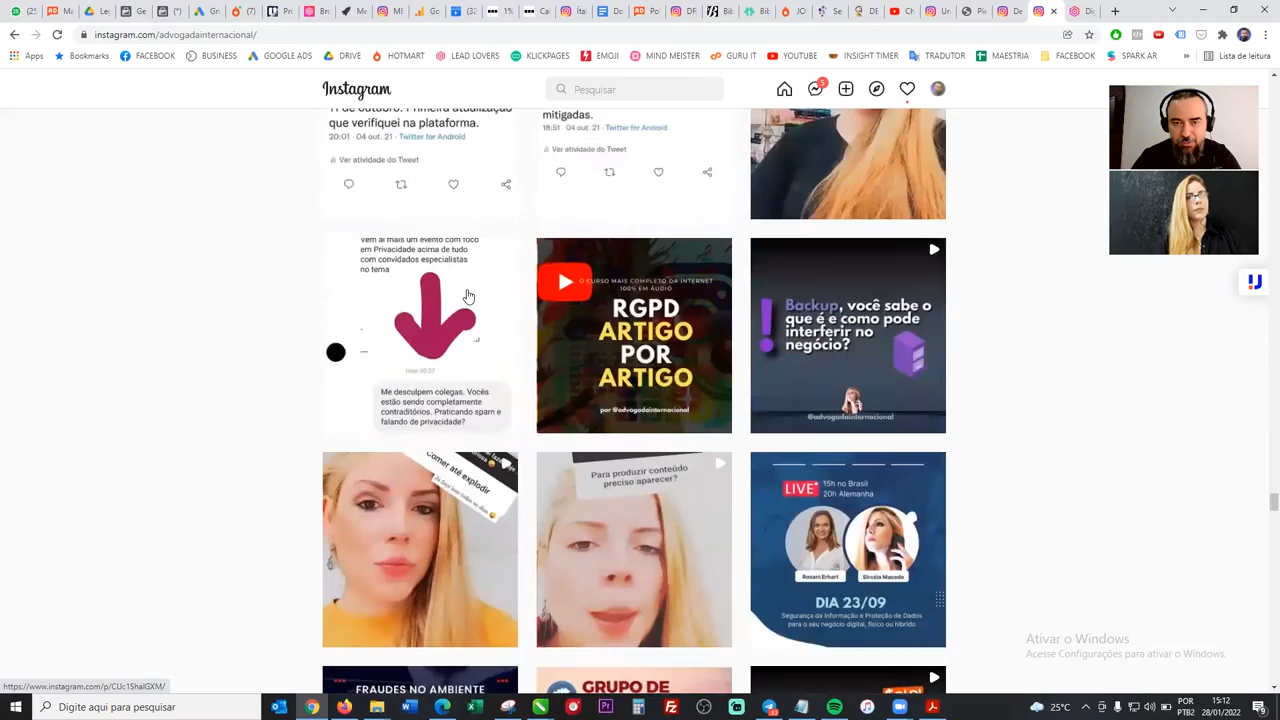 instagram.com/advogadainternacional/
Apps
Bookmarks
FACEBOOK
BUSINESS
GOOGLE ADS
DRIVE
HOTMART
LEAD LOVERS
KLICKPAGES
EMOJI
MIND MEISTER
GURU IT
YOUTUBE
INSIGHT TIMER
TRADUTOR
MAESTRIA
FACEBOOK
SPARK AR
»
Lista de leitura
Instagram
Pesquisar
5
11 de outubro. Primeira atualização
que verifiquei na plataforma.
20:01 · 04 out. 21 · Twitter for Android
Ver atividade do Tweet
mitigadas.
18:51 · 04 out. 21 · Twitter for Android
Ver atividade do Tweet
Vem aí mais um evento com foco
em Privacidade acima de tudo
com convidados especialistas
no tema
Hoje 00:37
Me desculpem colegas. Vocês
estão sendo completamente
contraditórios. Praticando spam e
falando de privacidade?
O CURSO MAIS COMPLETO DA INTERNET
100% EM ÁUDIO
RGPD
ARTIGO
POR
ARTIGO
por @advogadainternacional
Backup, você sabe o
que é e como pode
interferir no
negócio?
@advogadainternacional
Comer até explodir
Para produzir conteúdo
preciso aparecer?
LIVE
15h no Brasil
20h Alemanha
Rosani Erhart
Sircéia Macedo
DIA 23/09
Segurança da Informação e Proteção de Dados
para o seu negócio digital, físico ou híbrido
FRAUDES NO AMBIENTE
GRUPO DE
Ativar o Windows
Acesse Configurações para ativar o Windows.
https://www.instagram.com/p/CUc1ShalGXM/
Digite aqui para pesquisar
25°C
POR
PTB2
15:12
28/01/2022